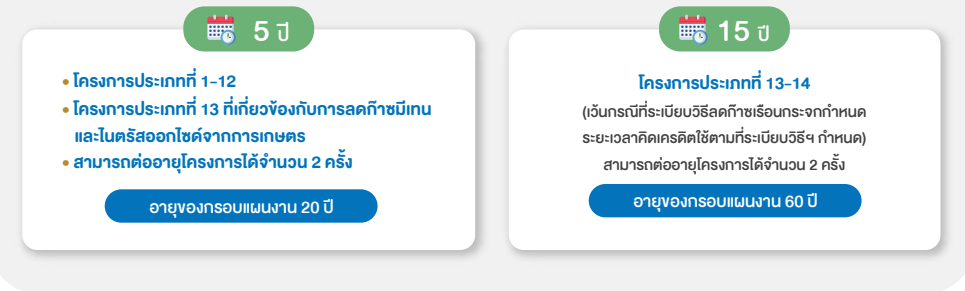 5 ปี
• โครงการประเภทที่ 1-12
• โครงการประเภทที่ 13 ที่เกี่ยวข้องกับการลดก๊าซมีเทน
และไนตรัสออกไซด์จากการเกษตร
• สามารถต่ออายุโครงการได้จำนวน 2 ครั้ง
อายุของกรอบแผนงาน 20 ปี
15 ปี
โครงการประเภทที่ 13-14
(เว้นกรณีที่ระเบียบวิธีลดก๊าซเรือนกระจกกำหนด
ระยะเวลาคิดเครดิตใช้ตามที่ระเบียบวิธีฯ กำหนด)
สามารถต่ออายุโครงการได้จำนวน 2 ครั้ง
อายุของกรอบแผนงาน 60 ปี